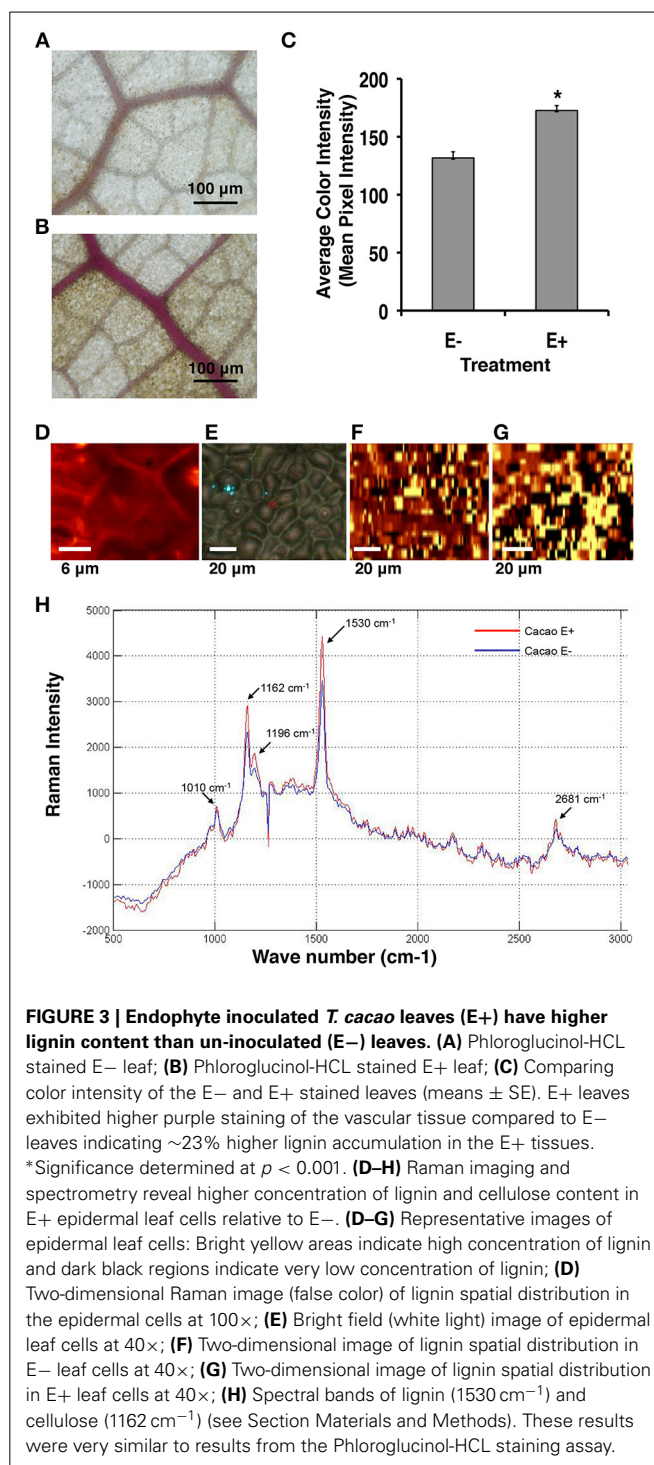 A
100 µm
B
100 µm
C
200
150
100
50
0
Average Color Intensity
(Mean Pixel Intensity)
*
E-
E+
Treatment
D
6 µm
E
20 µm
F
20 µm
G
20 µm
H
5000
4000
3000
2000
1000
0
-1000
-2000
Raman Intensity
1010 cm-1
1162 cm-1
1196 cm-1
1530 cm-1
2681 cm-1
Cacao E+
Cacao E-
500
1000
1500
2000
2500
3000
Wave number (cm-1)
FIGURE 3 | Endophyte inoculated T. cacao leaves (E+) have higher
lignin content than un-inoculated (E−) leaves. (A) Phloroglucinol-HCL
stained E− leaf; (B) Phloroglucinol-HCL stained E+ leaf; (C) Comparing
color intensity of the E− and E+ stained leaves (means ± SE). E+ leaves
exhibited higher purple staining of the vascular tissue compared to E−
leaves indicating ∼23% higher lignin accumulation in the E+ tissues.
*Significance determined at p < 0.001. (D–H) Raman imaging and
spectrometry reveal higher concentration of lignin and cellulose content in
E+ epidermal leaf cells relative to E−. (D–G) Representative images of
epidermal leaf cells: Bright yellow areas indicate high concentration of lignin
and dark black regions indicate very low concentration of lignin; (D)
Two-dimensional Raman image (false color) of lignin spatial distribution in
the epidermal cells at 100×; (E) Bright field (white light) image of epidermal
leaf cells at 40×; (F) Two-dimensional image of lignin spatial distribution in
E− leaf cells at 40×; (G) Two-dimensional image of lignin spatial distribution
in E+ leaf cells at 40×; (H) Spectral bands of lignin (1530 cm−1) and
cellulose (1162 cm−1) (see Section Materials and Methods). These results
were very similar to results from the Phloroglucinol-HCL staining assay.